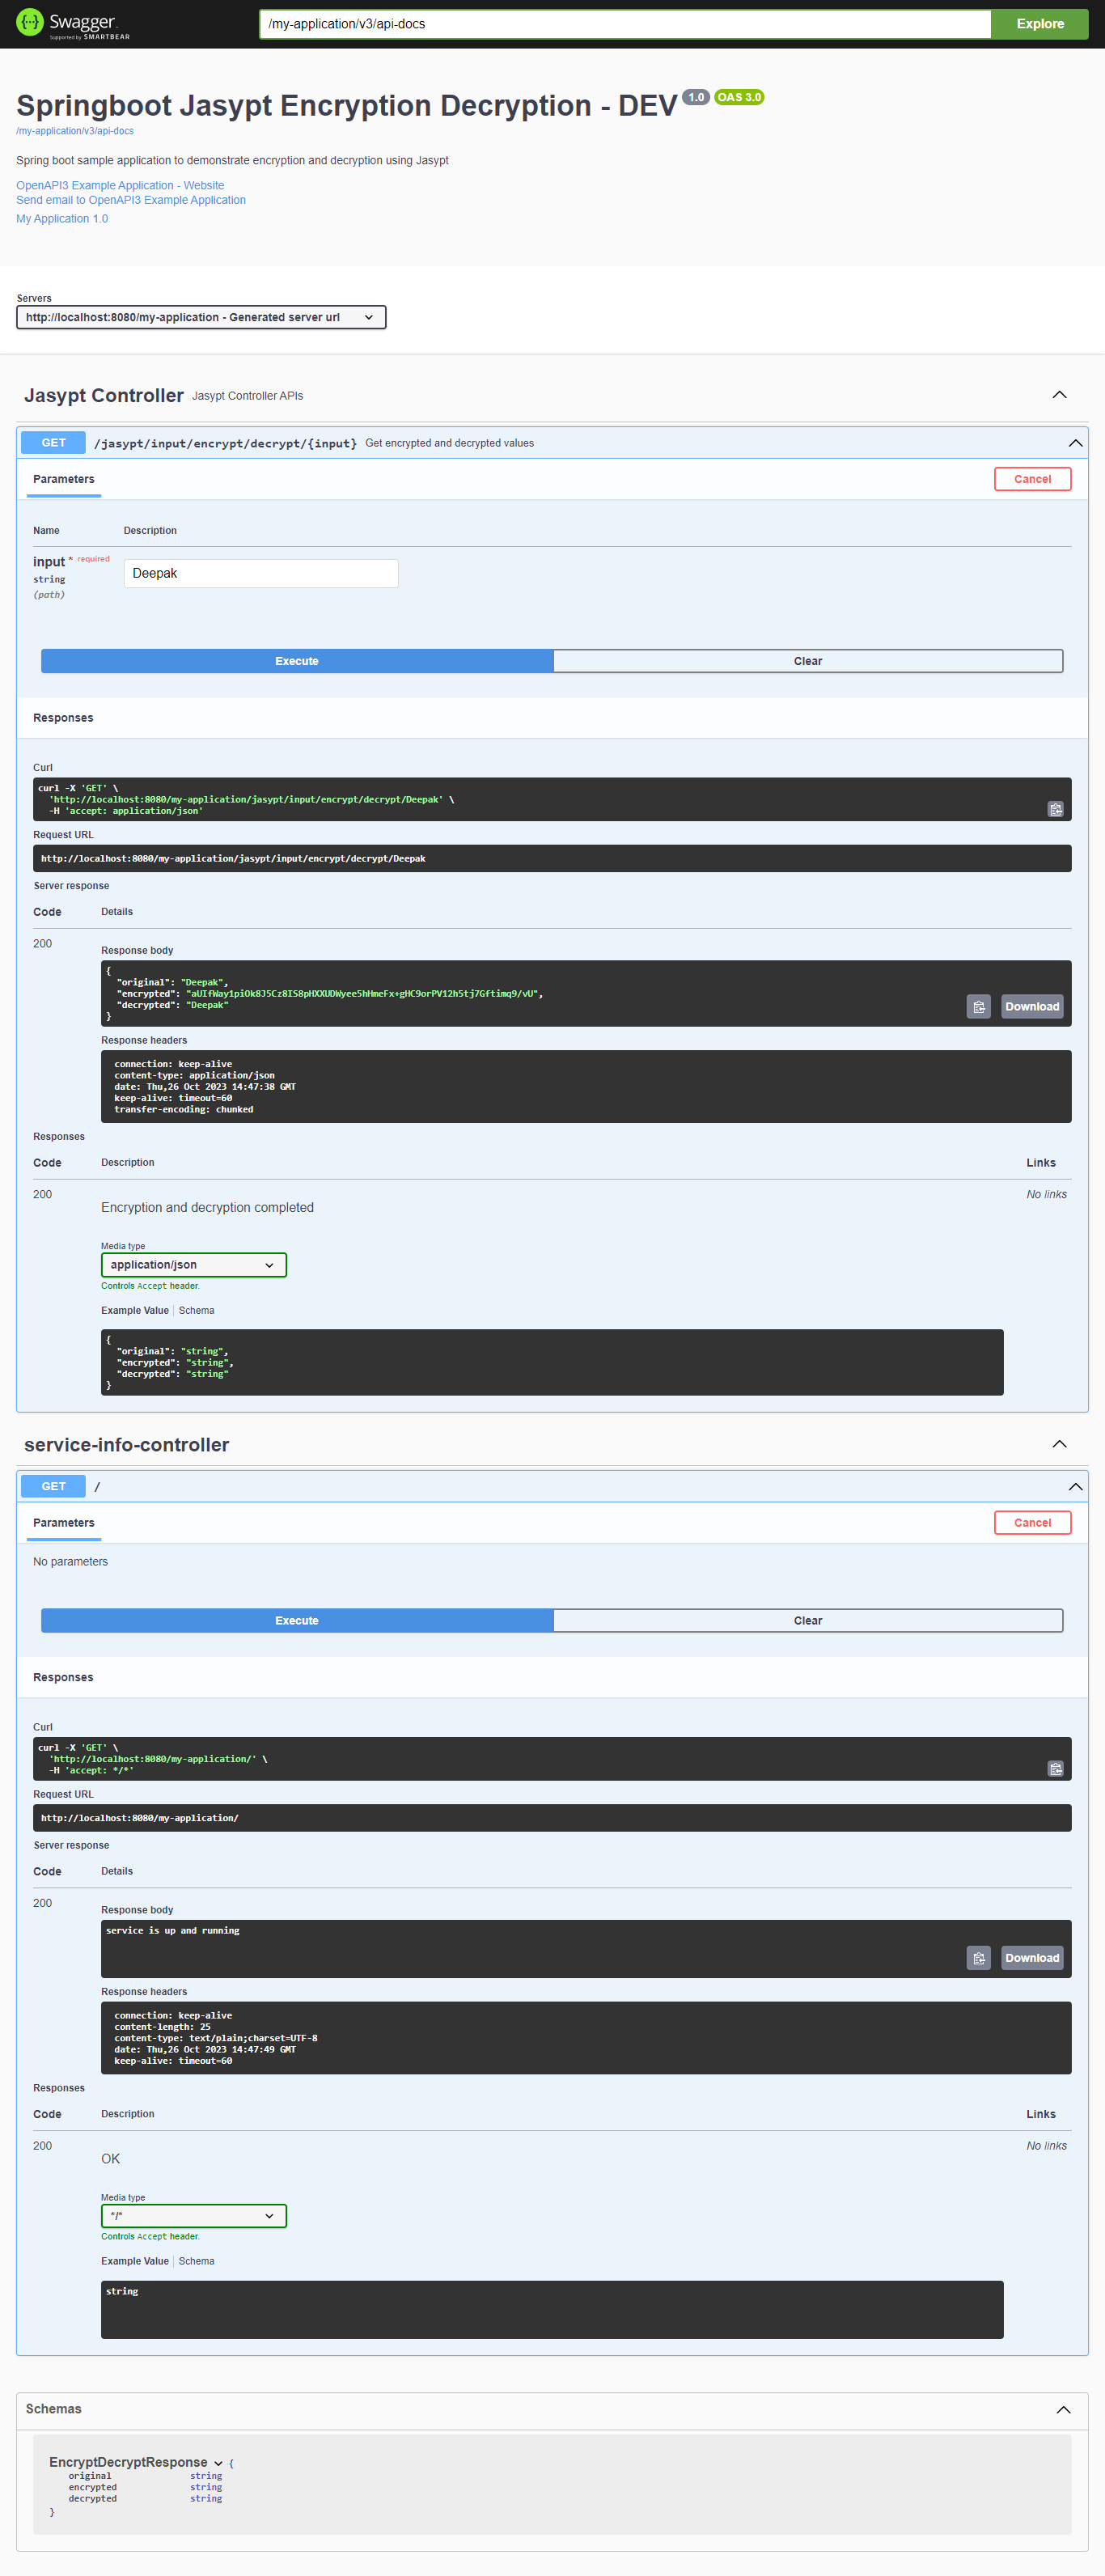 Swagger.
Supported by SMARTBEAR
/my-application/v3/api-docs
Explore
Springboot Jasypt Encryption Decryption - DEV 1.0 OAS 3.0
/my-application/v3/api-docs
Spring boot sample application to demonstrate encryption and decryption using Jasypt
OpenAPI3 Example Application - Website
Send email to OpenAPI3 Example Application
My Application 1.0
Servers
http://localhost:8080/my-application - Generated server url
Jasypt Controller Jasypt Controller APIs
GET /jasypt/input/encrypt/decrypt/{input} Get encrypted and decrypted values
Parameters Cancel
Name Description
input * required
string
(path)
Deepak
Execute Clear
Responses
Curl
curl -X 'GET' \
'http://localhost:8080/my-application/jasypt/input/encrypt/decrypt/Deepak' \
-H 'accept: application/json'
Request URL
http://localhost:8080/my-application/jasypt/input/encrypt/decrypt/Deepak
Server response
Code Details
200
Response body
{
"original": "Deepak",
"encrypted": "aUIfWay1piOk8J5Cz8IS8pHXXUDWyee5hHmeFx+gHC9orPV12h5tj7Gftimq9/vU",
"decrypted": "Deepak"
}
Download
Response headers
connection: keep-alive
content-type: application/json
date: Thu,26 Oct 2023 14:47:38 GMT
keep-alive: timeout=60
transfer-encoding: chunked
Responses
Code Description Links
200 No links
Encryption and decryption completed
Media type
application/json
Controls Accept header.
Example Value Schema
{
"original": "string",
"encrypted": "string",
"decrypted": "string"
}
service-info-controller
GET /
Parameters Cancel
No parameters
Execute Clear
Responses
Curl
curl -X 'GET' \
'http://localhost:8080/my-application/' \
-H 'accept: */*'
Request URL
http://localhost:8080/my-application/
Server response
Code Details
200
Response body
service is up and running
Download
Response headers
connection: keep-alive
content-length: 25
content-type: text/plain;charset=UTF-8
date: Thu,26 Oct 2023 14:47:49 GMT
keep-alive: timeout=60
Responses
Code Description Links
200 No links
OK
Media type
*/*
Controls Accept header.
Example Value Schema
string
Schemas
EncryptDecryptResponse {
original string
encrypted string
decrypted string
}